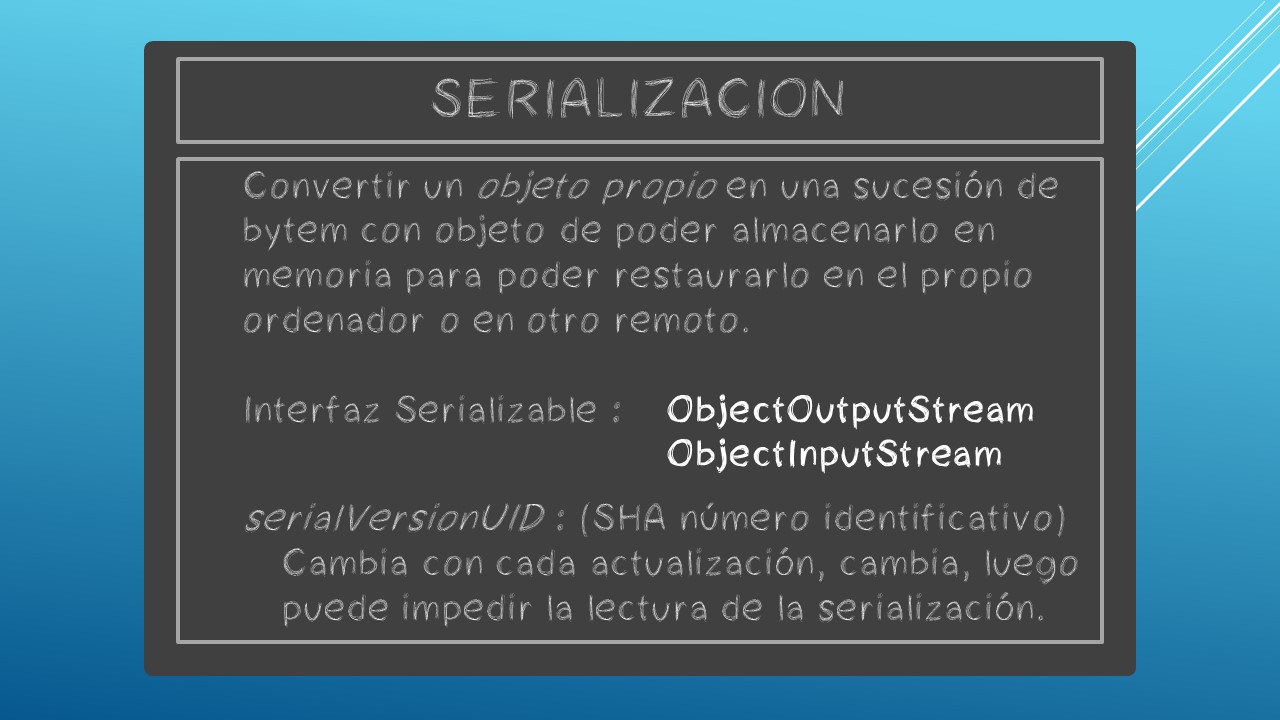 SERIALIZACION
Convertir un objeto propio en una sucesión de
bytem con objeto de poder almacenarlo en
memoria para poder restaurarlo en el propio
ordenador o en otro remoto.
Interfaz Serializable : ObjectOutputStream
ObjectInputStream
serialVersionUID : (SHA número identificativo)
Cambia con cada actualización, cambia, luego
puede impedir la lectura de la serialización.